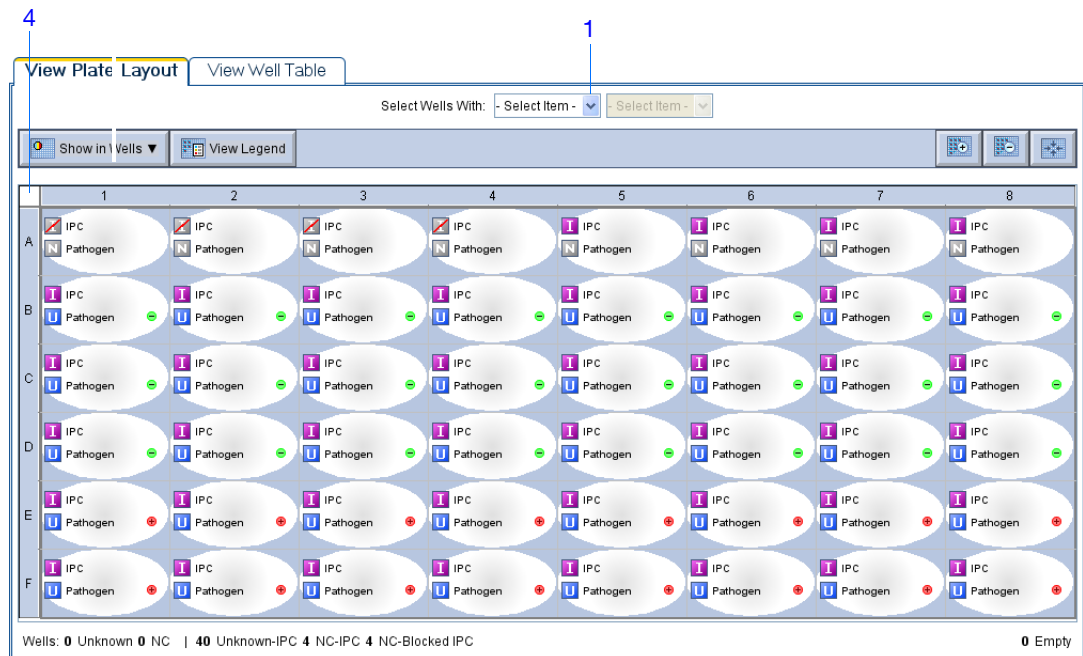 4
1
View Plate Layout View Well Table
Select Wells With: - Select Item - - Select Item -
Show in Wells ▼ View Legend
1 2 3 4 5 6 7 8
IPC IPC IPC IPC I IPC I IPC I IPC I IPC
A
N Pathogen N Pathogen N Pathogen N Pathogen N Pathogen N Pathogen N Pathogen N Pathogen
I IPC I IPC I IPC I IPC I IPC I IPC I IPC I IPC
B
U Pathogen U Pathogen U Pathogen U Pathogen U Pathogen U Pathogen U Pathogen U Pathogen
I IPC I IPC I IPC I IPC I IPC I IPC I IPC I IPC
C
U Pathogen U Pathogen U Pathogen U Pathogen U Pathogen U Pathogen U Pathogen U Pathogen
I IPC I IPC I IPC I IPC I IPC I IPC I IPC I IPC
D
U Pathogen U Pathogen U Pathogen U Pathogen U Pathogen U Pathogen U Pathogen U Pathogen
I IPC I IPC I IPC I IPC I IPC I IPC I IPC I IPC
E
U Pathogen U Pathogen U Pathogen U Pathogen U Pathogen U Pathogen U Pathogen U Pathogen
I IPC I IPC I IPC I IPC I IPC I IPC I IPC I IPC
F
U Pathogen U Pathogen U Pathogen U Pathogen U Pathogen U Pathogen U Pathogen U Pathogen
Wells: 0 Unknown 0 NC | 40 Unknown-IPC 4 NC-IPC 4 NC-Blocked IPC 0 Empty